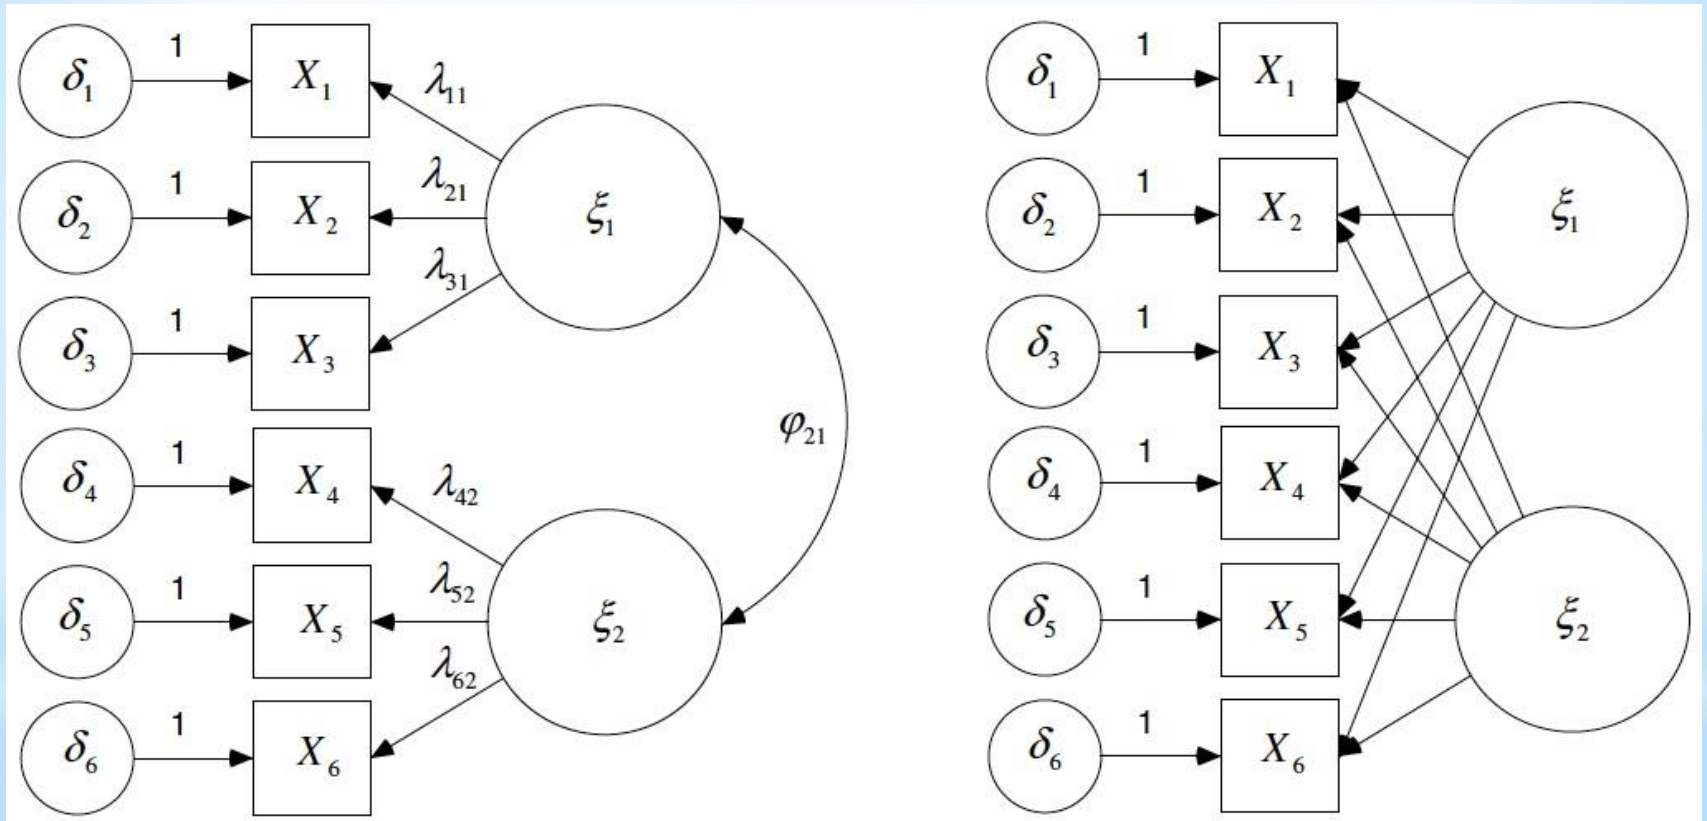 δ₁ 1 X₁ λ₁₁
δ₂ 1 X₂ λ₂₁ ξ₁
δ₃ 1 X₃ λ₃₁
φ₂₁
δ₄ 1 X₄ λ₄₂
δ₅ 1 X₅ λ₅₂ ξ₂
δ₆ 1 X₆ λ₆₂
δ₁ 1 X₁
δ₂ 1 X₂ ξ₁
δ₃ 1 X₃
δ₄ 1 X₄
δ₅ 1 X₅ ξ₂
δ₆ 1 X₆